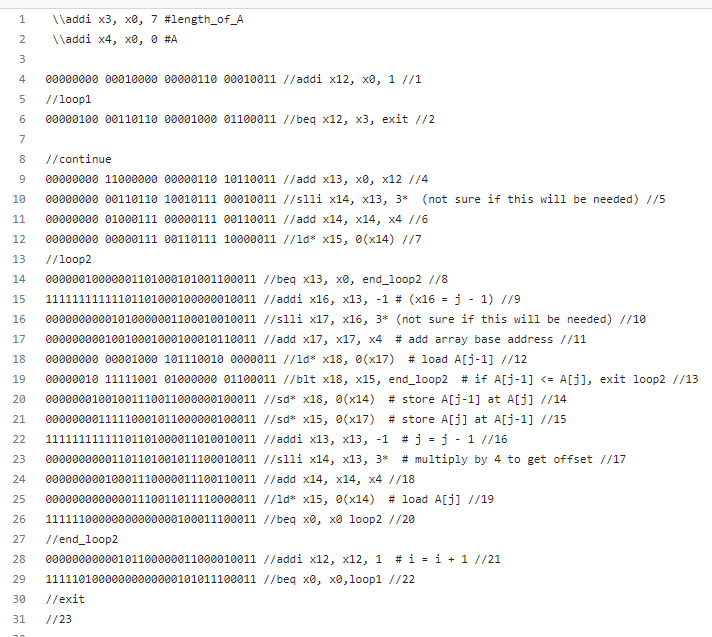 1 \\addi x3, x0, 7 #length_of_A
2 \\addi x4, x0, 0 #A
3
4 00000000 00010000 00000110 00010011 //addi x12, x0, 1 //1
5 //loop1
6 00000100 00110110 00001000 01100011 //beq x12, x3, exit //2
7
8 //continue
9 00000000 11000000 00000110 10110011 //add x13, x0, x12 //4
10 00000000 00110110 10010111 00010011 //slli x14, x13, 3*  (not sure if this will be needed) //5
11 00000000 01000111 00000111 00110011 //add x14, x14, x4 //6
12 00000000 00000111 00110111 10000011 //ld* x15, 0(x14) //7
13 //loop2
14 00000010000001101000101001100011 //beq x13, x0, end_loop2 //8
15 11111111111101101000100000010011 //addi x16, x13, -1 # (x16 = j - 1) //9
16 00000000001010000001100010010011 //slli x17, x16, 3* (not sure if this will be needed) //10
17 00000000010010001000100010110011 //add x17, x17, x4  # add array base address //11
18 00000000 00001000 101110010 0000011 //ld* x18, 0(x17)  # load A[j-1] //12
19 00000010 11111001 01000000 01100011 //blt x18, x15, end_loop2  # if A[j-1] <= A[j], exit loop2 //13
20 00000001001001110011000000100011 //sd* x18, 0(x14)  # store A[j-1] at A[j] //14
21 00000000111110001011000000100011 //sd* x15, 0(x17)  # store A[j] at A[j-1] //15
22 11111111111101101000011010010011 //addi x13, x13, -1  # j = j - 1 //16
23 00000000001101101001011100010011 //slli x14, x13, 3*  # multiply by 4 to get offset //17
24 00000000010001110000011100110011 //add x14, x14, x4 //18
25 00000000000001110011011110000011 //ld* x15, 0(x14)  # load A[j] //19
26 11111100000000000000100011100011 //beq x0, x0 loop2 //20
27 //end_loop2
28 00000000000101100000011000010011 //addi x12, x12, 1  # i = i + 1 //21
29 11111010000000000000101011100011 //beq x0, x0,loop1 //22
30 //exit
31 //23